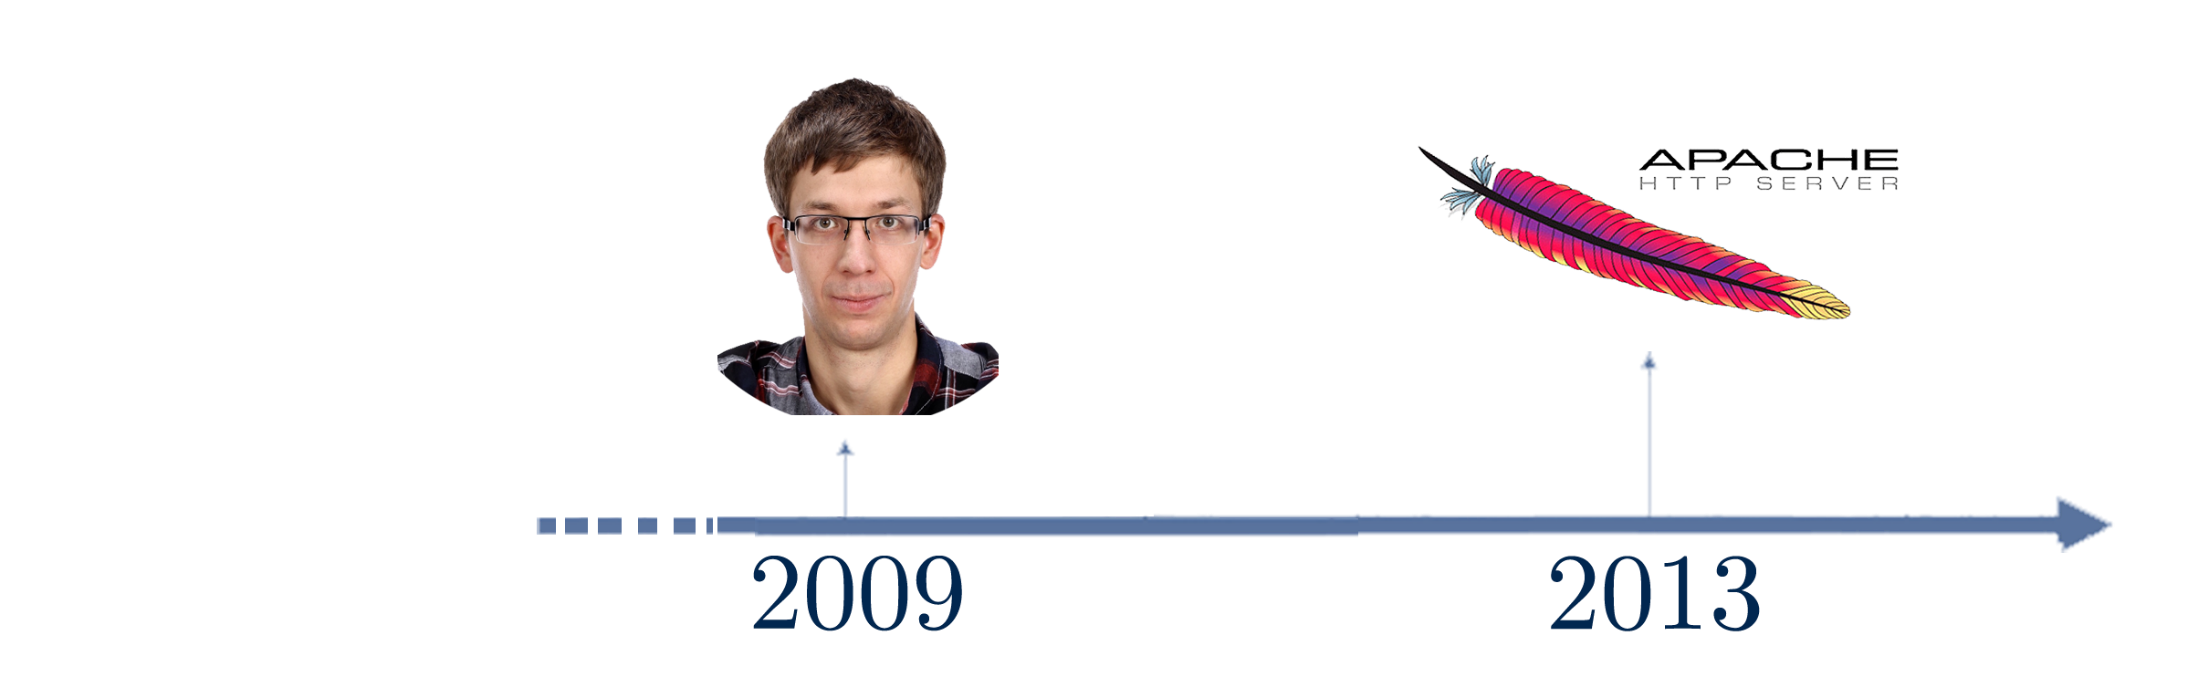 APACHE
HTTP SERVER
2009
2013